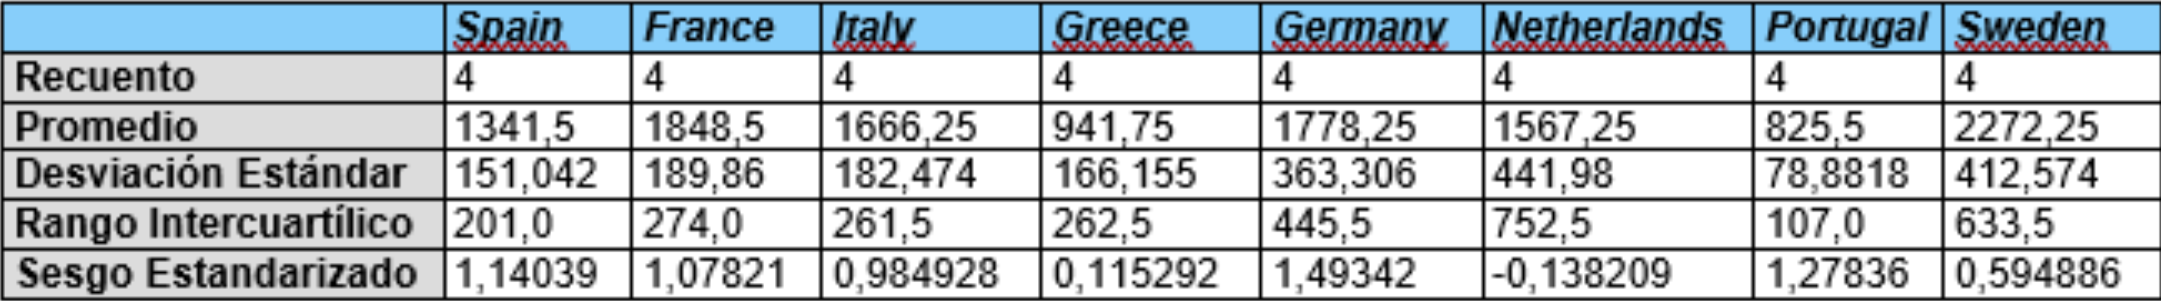 Spain France Italy Greece Germany Netherlands Portugal Sweden
Recuento 4 4 4 4 4 4 4 4
Promedio 1341,5 1848,5 1666,25 941,75 1778,25 1567,25 825,5 2272,25
Desviación Estándar 151,042 189,86 182,474 166,155 363,306 441,98 78,8818 412,574
Rango Intercuartílico 201,0 274,0 261,5 262,5 445,5 752,5 107,0 633,5
Sesgo Estandarizado 1,14039 1,07821 0,984928 0,115292 1,49342 -0,138209 1,27836 0,594886